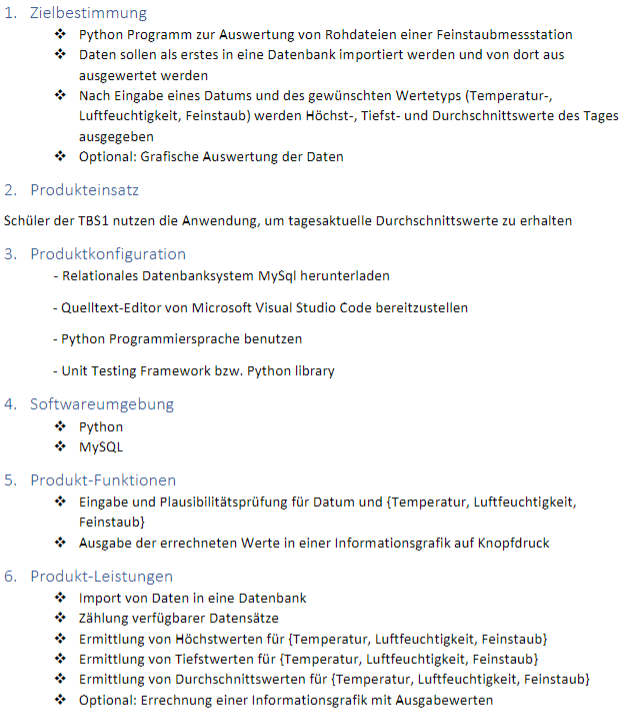 1. Zielbestimmung
❖ Python Programm zur Auswertung von Rohdateien einer Feinstaubmessstation
❖ Daten sollen als erstes in eine Datenbank importiert werden und von dort aus
ausgewertet werden
❖ Nach Eingabe eines Datums und des gewünschten Wertetyps (Temperatur-,
Luftfeuchtigkeit, Feinstaub) werden Höchst-, Tiefst- und Durchschnittswerte des Tages
ausgegeben
❖ Optional: Grafische Auswertung der Daten
2. Produkteinsatz
Schüler der TBS1 nutzen die Anwendung, um tagesaktuelle Durchschnittswerte zu erhalten
3. Produktkonfiguration
- Relationales Datenbanksystem MySql herunterladen
- Quelltext-Editor von Microsoft Visual Studio Code bereitzustellen
- Python Programmiersprache benutzen
- Unit Testing Framework bzw. Python library
4. Softwareumgebung
❖ Python
❖ MySQL
5. Produkt-Funktionen
❖ Eingabe und Plausibilitätsprüfung für Datum und {Temperatur, Luftfeuchtigkeit,
Feinstaub}
❖ Ausgabe der errechneten Werte in einer Informationsgrafik auf Knopfdruck
6. Produkt-Leistungen
❖ Import von Daten in eine Datenbank
❖ Zählung verfügbarer Datensätze
❖ Ermittlung von Höchstwerten für {Temperatur, Luftfeuchtigkeit, Feinstaub}
❖ Ermittlung von Tiefstwerten für {Temperatur, Luftfeuchtigkeit, Feinstaub}
❖ Ermittlung von Durchschnittswerten für {Temperatur, Luftfeuchtigkeit, Feinstaub}
❖ Optional: Errechnung einer Informationsgrafik mit Ausgabewerten